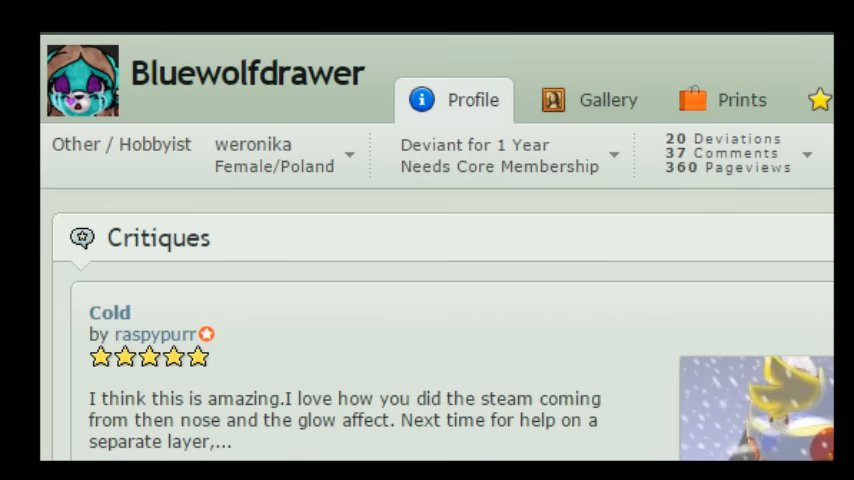 Bluewolfdrawer
Profile
Gallery
Prints
Other / Hobbyist
weronika
Female/Poland
Deviant for 1 Year
Needs Core Membership
20 Deviations
37 Comments
360 Pageviews
Critiques
Cold
by raspypurr
I think this is amazing.I love how you did the steam coming
from then nose and the glow affect. Next time for help on a
separate layer,...